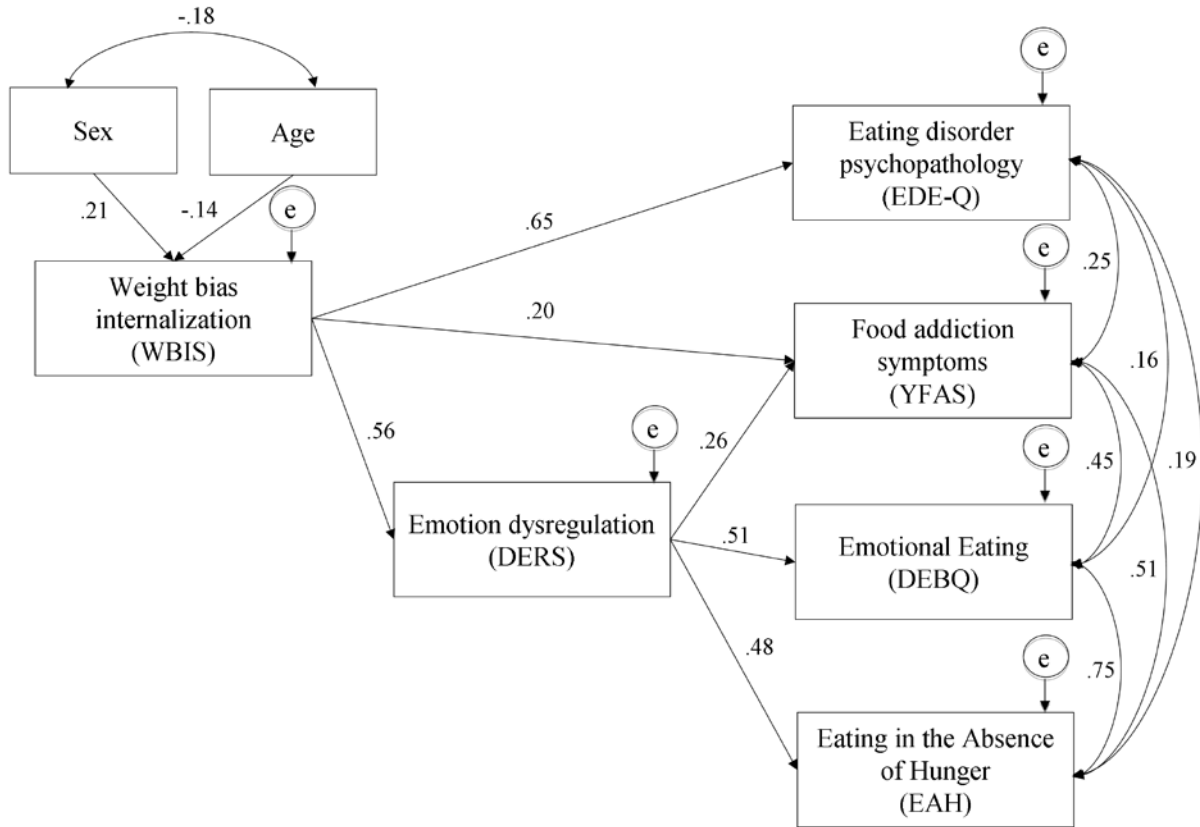 -.18
Sex
Age
e
.21
-.14
e
Weight bias
internalization
(WBIS)
Eating disorder
psychopathology
(EDE-Q)
.65
e
.25
.20
Food addiction
symptoms
(YFAS)
.16
.56
e
.26
e
.45
.19
Emotion dysregulation
(DERS)
.51
Emotional Eating
(DEBQ)
.51
.48
e
.75
Eating in the Absence
of Hunger
(EAH)